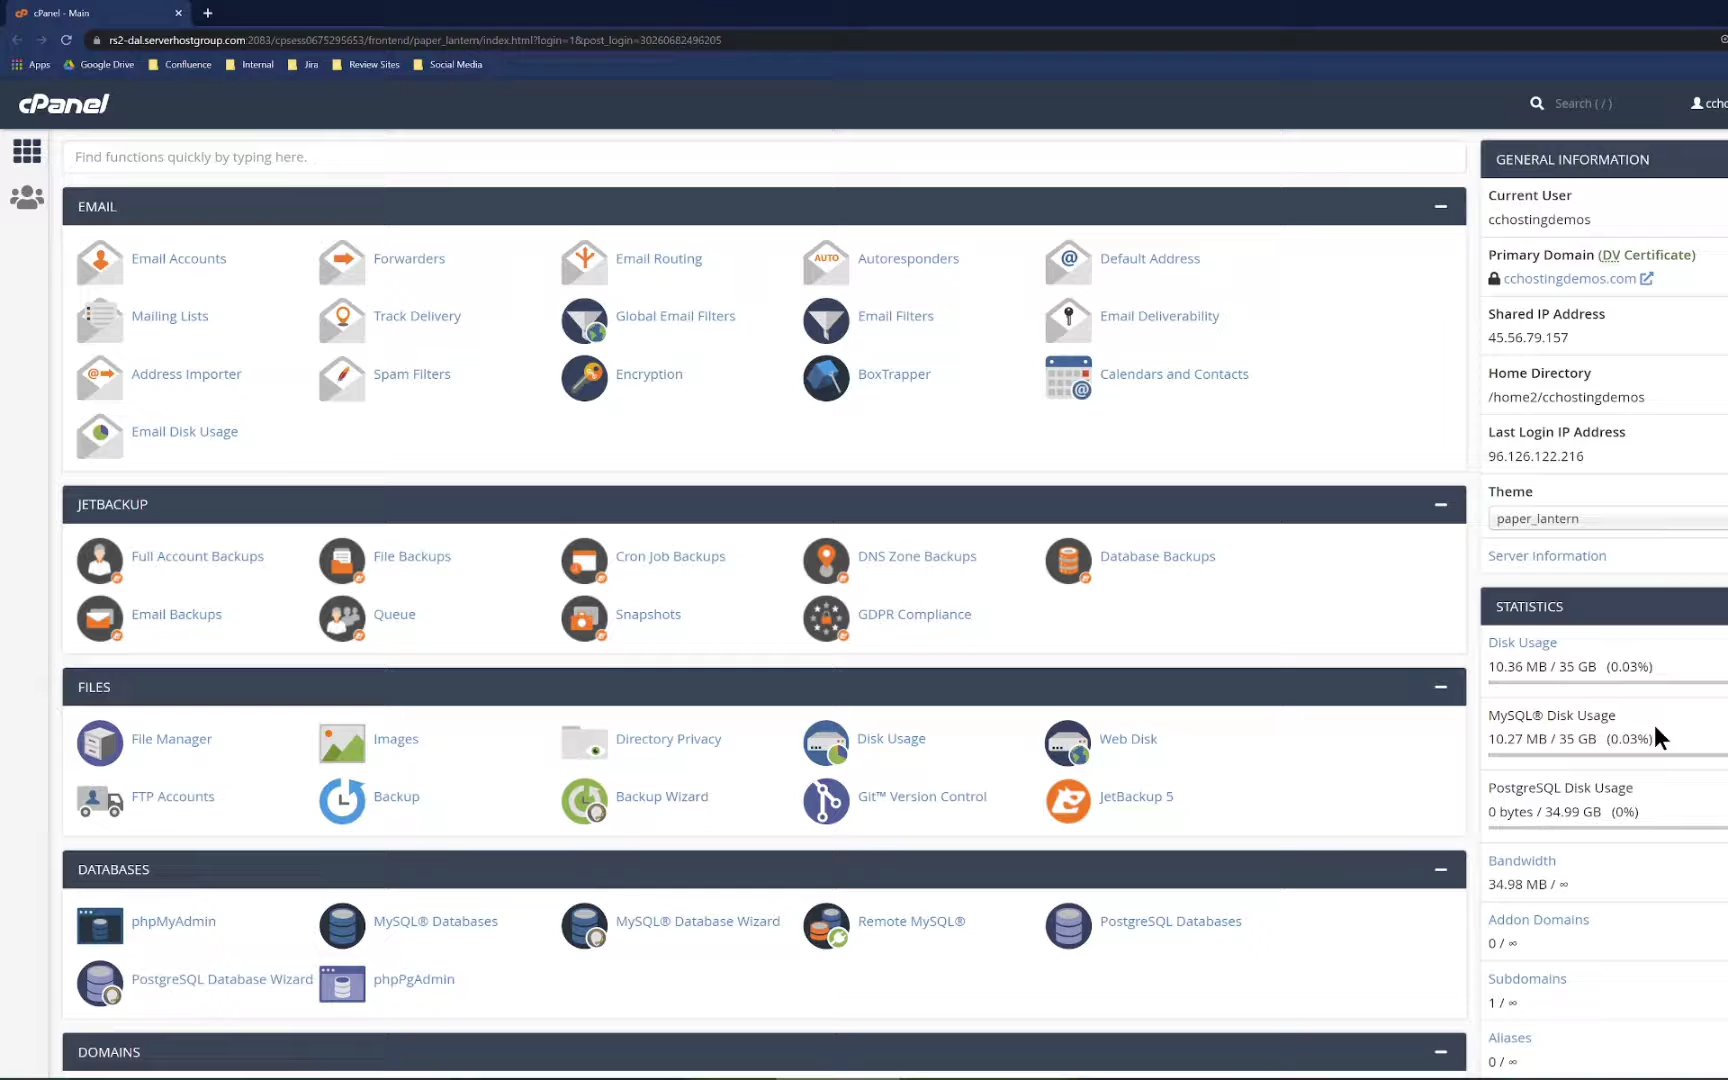 cPanel - Main
rs2-dal.serverhostgroup.com:2083/cpsess0675295653/frontend/paper_lantern/index.html?login=1&post_login=30260682496205
Apps Google Drive Confluence Internal Jira Review Sites Social Media
cPanel
Search ( / )
ccho
Find functions quickly by typing here.
EMAIL
Email Accounts
Forwarders
Email Routing
AUTO
Autoresponders
Default Address
Mailing Lists
Track Delivery
Global Email Filters
Email Filters
Email Deliverability
Address Importer
Spam Filters
Encryption
BoxTrapper
Calendars and Contacts
Email Disk Usage
JETBACKUP
Full Account Backups
File Backups
Cron Job Backups
DNS Zone Backups
Database Backups
Email Backups
Queue
Snapshots
GDPR Compliance
FILES
File Manager
Images
Directory Privacy
Disk Usage
Web Disk
FTP Accounts
Backup
Backup Wizard
Git™ Version Control
JetBackup 5
DATABASES
phpMyAdmin
MySQL® Databases
MySQL® Database Wizard
Remote MySQL®
PostgreSQL Databases
PostgreSQL Database Wizard
phpPgAdmin
DOMAINS
GENERAL INFORMATION
Current User
cchostingdemos
Primary Domain (DV Certificate)
cchostingdemos.com
Shared IP Address
45.56.79.157
Home Directory
/home2/cchostingdemos
Last Login IP Address
96.126.122.216
Theme
paper_lantern
Server Information
STATISTICS
Disk Usage
10.36 MB / 35 GB (0.03%)
MySQL® Disk Usage
10.27 MB / 35 GB (0.03%)
PostgreSQL Disk Usage
0 bytes / 34.99 GB (0%)
Bandwidth
34.98 MB / ∞
Addon Domains
0 / ∞
Subdomains
1 / ∞
Aliases
0 / ∞